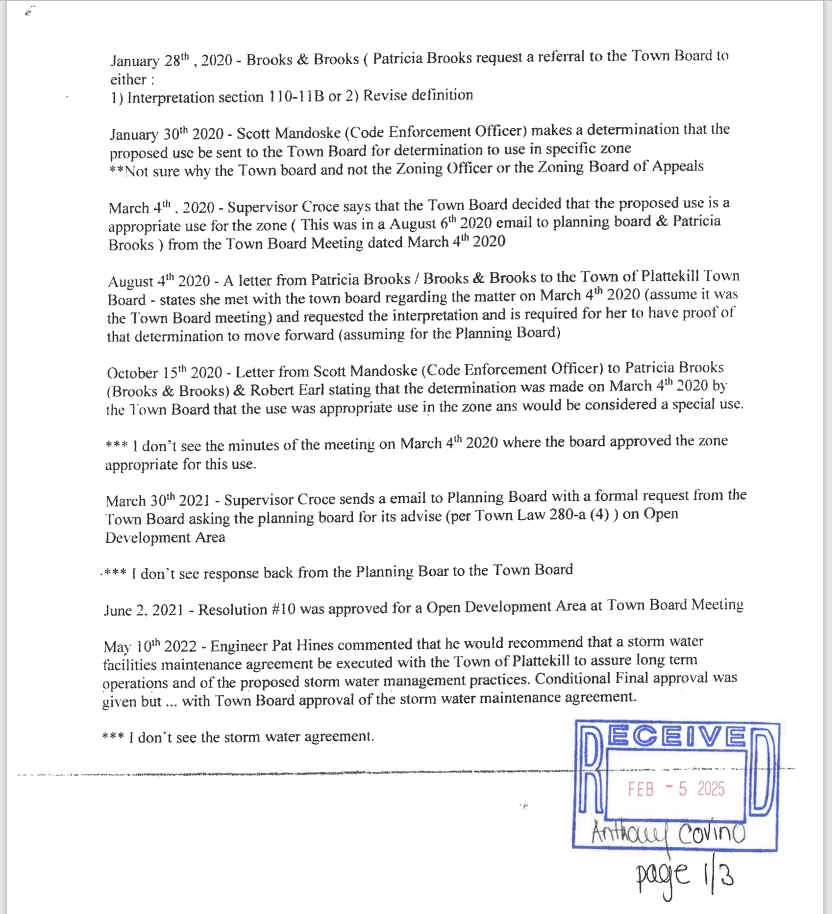 January 28th , 2020 - Brooks & Brooks ( Patricia Brooks request a referral to the Town Board to
either :
1) Interpretation section 110-11B or 2) Revise definition
January 30th 2020 - Scott Mandoske (Code Enforcement Officer) makes a determination that the
proposed use be sent to the Town Board for determination to use in specific zone
**Not sure why the Town board and not the Zoning Officer or the Zoning Board of Appeals
March 4th , 2020 - Supervisor Croce says that the Town Board decided that the proposed use is a
appropriate use for the zone ( This was in a August 6th 2020 email to planning board & Patricia
Brooks ) from the Town Board Meeting dated March 4th 2020
August 4th 2020 - A letter from Patricia Brooks / Brooks & Brooks to the Town of Plattekill Town
Board - states she met with the town board regarding the matter on March 4th 2020 (assume it was
the Town Board meeting) and requested the interpretation and is required for her to have proof of
that determination to move forward (assuming for the Planning Board)
October 15th 2020 - Letter from Scott Mandoske (Code Enforcement Officer) to Patricia Brooks
(Brooks & Brooks) & Robert Earl stating that the determination was made on March 4th 2020 by
the Town Board that the use was appropriate use in the zone ans would be considered a special use.
*** I don't see the minutes of the meeting on March 4th 2020 where the board approved the zone
appropriate for this use.
March 30th 2021 - Supervisor Croce sends a email to Planning Board with a formal request from the
Town Board asking the planning board for its advise (per Town Law 280-a (4) ) on Open
Development Area
*** I don't see response back from the Planning Boar to the Town Board
June 2, 2021 - Resolution #10 was approved for a Open Development Area at Town Board Meeting
May 10th 2022 - Engineer Pat Hines commented that he would recommend that a storm water
facilities maintenance agreement be executed with the Town of Plattekill to assure long term
operations and of the proposed storm water management practices. Conditional Final approval was
given but ... with Town Board approval of the storm water maintenance agreement.
*** I don't see the storm water agreement.
RECEIVED
FEB - 5 2025
Anthony Covino
page 1/3